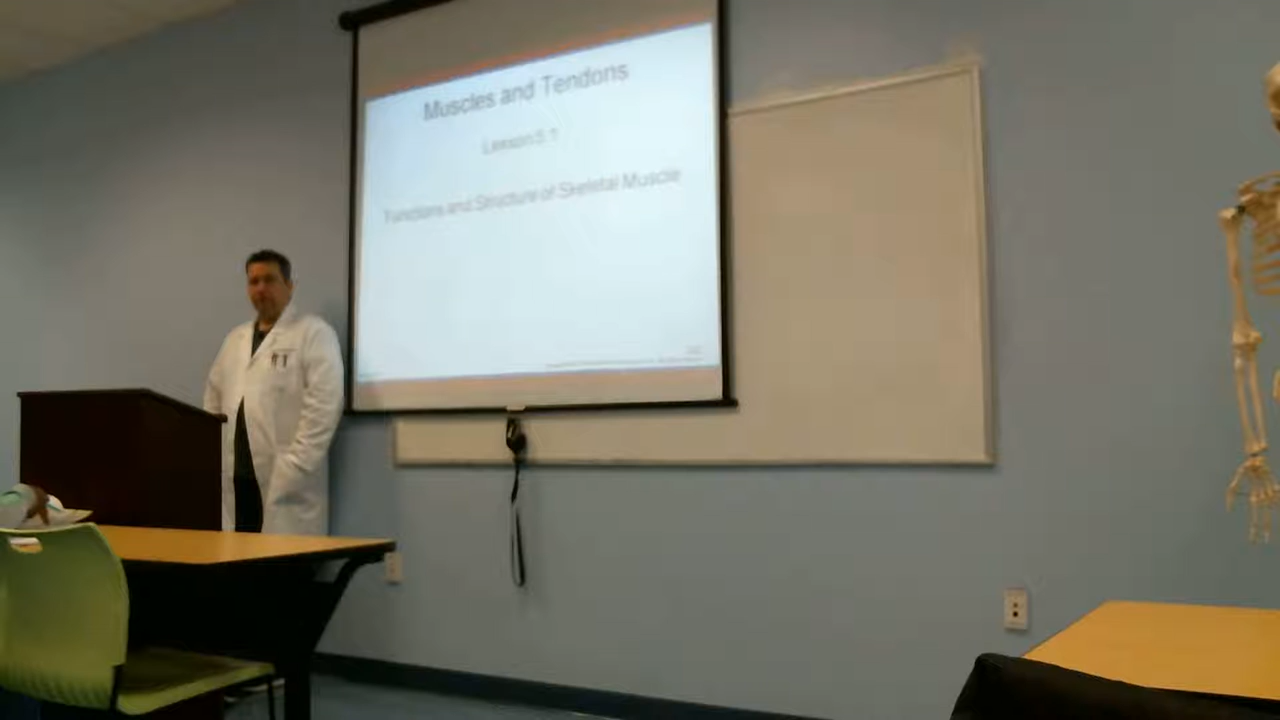 Muscles and Tendons
Lesson 5.1
Functions and Structure of Skeletal Muscle